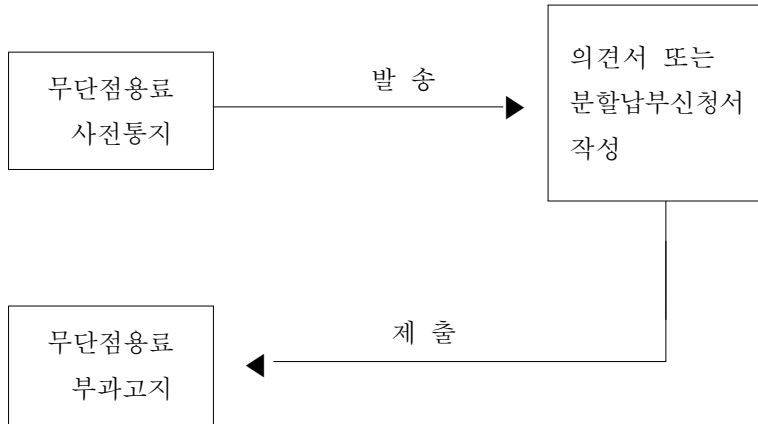 무단점용료
사전통지
발 송
의견서 또는
분할납부신청서
작성
제 출
무단점용료
부과고지